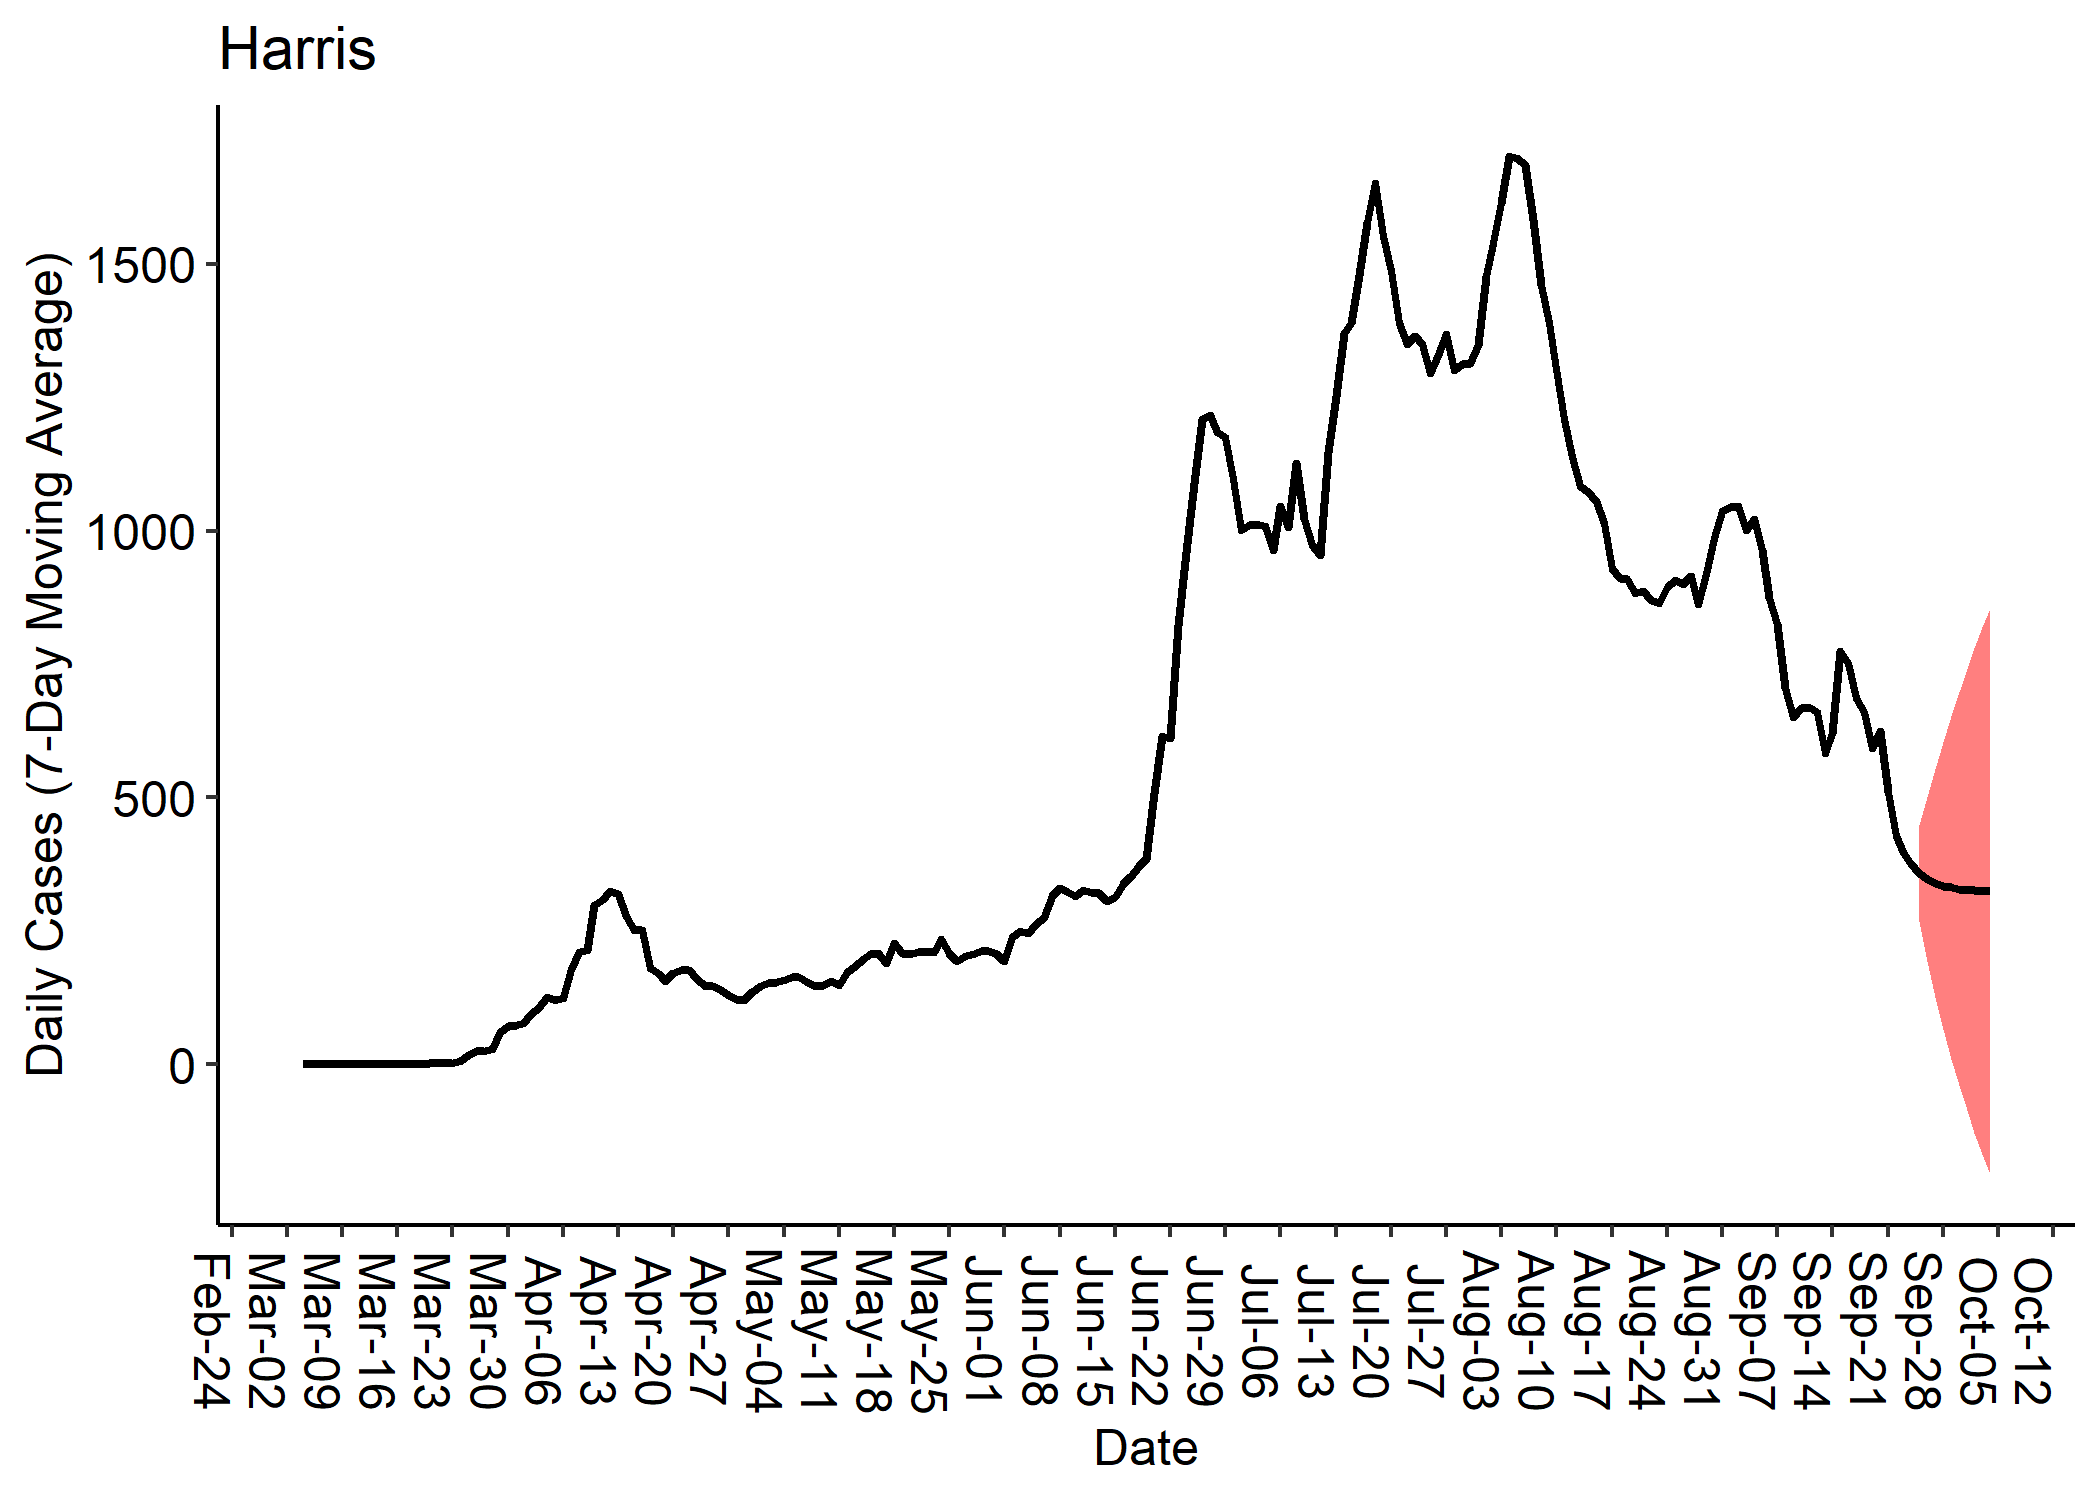 Harris
Daily Cases (7-Day Moving Average)
1500
1000
500
0
Feb-24
Mar-02
Mar-09
Mar-16
Mar-23
Mar-30
Apr-06
Apr-13
Apr-20
Apr-27
May-04
May-11
May-18
May-25
Jun-01
Jun-08
Jun-15
Jun-22
Jun-29
Jul-06
Jul-13
Jul-20
Jul-27
Aug-03
Aug-10
Aug-17
Aug-24
Aug-31
Sep-07
Sep-14
Sep-21
Sep-28
Oct-05
Oct-12
Date